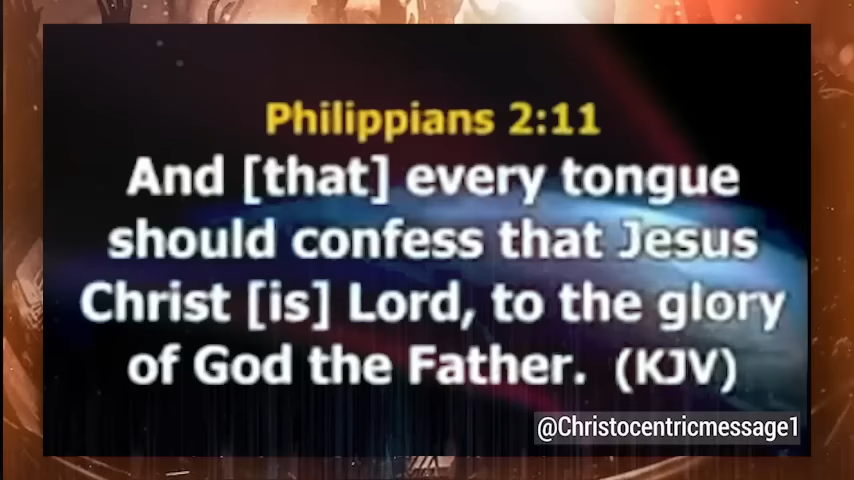 Philippians 2:11
And [that] every tongue
should confess that Jesus
Christ [is] Lord, to the glory
of God the Father. (KJV)
@Christocentricmessage1